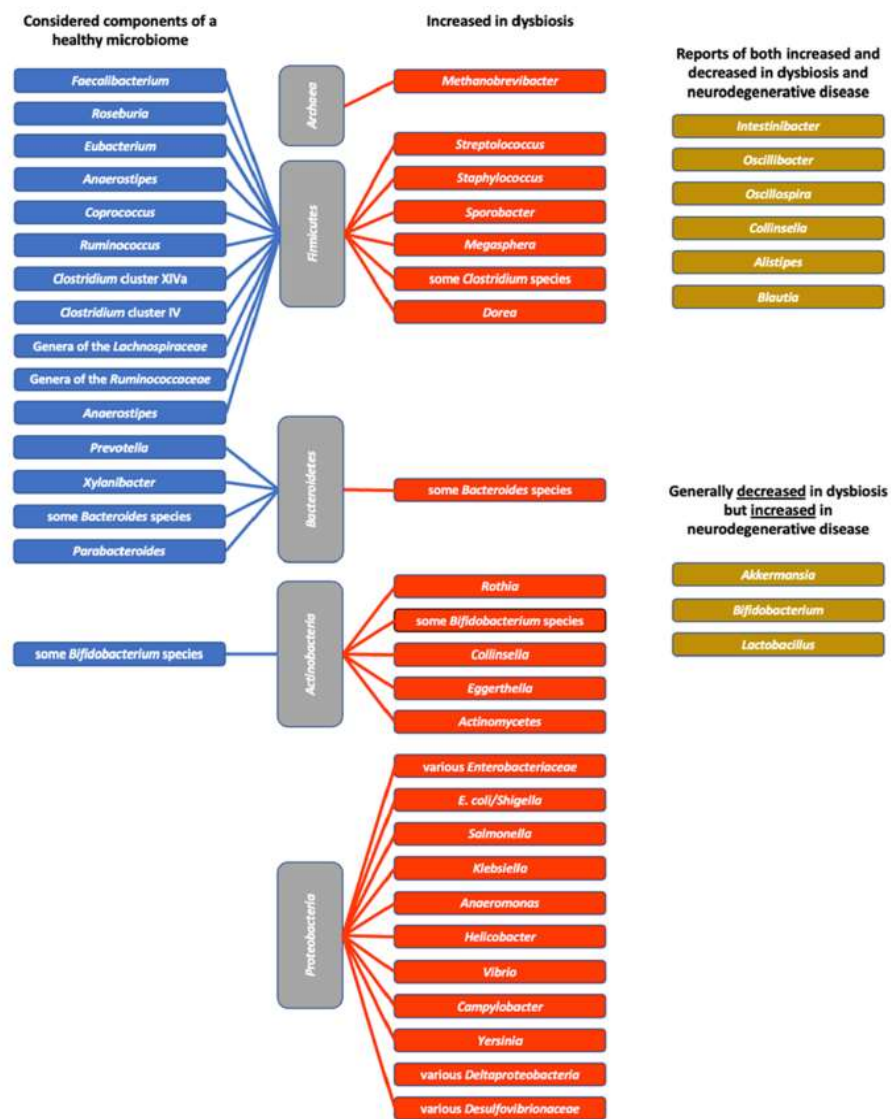 Considered components of a
healthy microbiome
Faecalibacterium
Roseburia
Eubacterium
Anaerostipes
Coprococcus
Ruminococcus
Clostridium cluster XIVa
Clostridium cluster IV
Genera of the Lachnospiraceae
Genera of the Ruminococcaceae
Anaerostipes
Prevotella
Xylanibacter
some Bacteroides species
Parabacteroides
some Bifidobacterium species
Archaea
Firmicutes
Bacteroidetes
Actinobacteria
Proteobacteria
Increased in dysbiosis
Methanobrevibacter
Streptolococcus
Staphylococcus
Sporobacter
Megasphera
some Clostridium species
Dorea
some Bacteroides species
Rothia
some Bifidobacterium species
Collinsella
Eggerthella
Actinomycetes
various Enterobacteriaceae
E. coli/Shigella
Salmonella
Klebsiella
Anaeromonas
Helicobacter
Vibrio
Campylobacter
Yersinia
various Deltaproteobacteria
various Desulfovibrionaceae
Reports of both increased and
decreased in dysbiosis and
neurodegenerative disease
Intestinibacter
Oscillibacter
Oscillospira
Collinsella
Alistipes
Blautia
Generally decreased in dysbiosis
but increased in
neurodegenerative disease
Akkermansia
Bifidobacterium
Lactobacillus